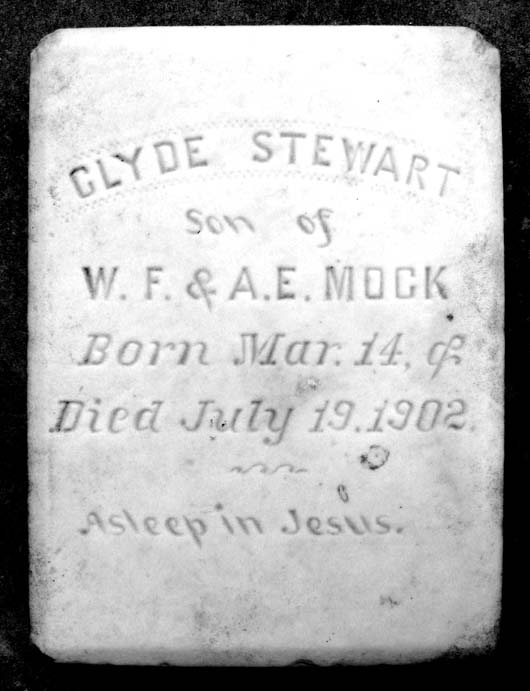 CLYDE STEWART
Son of
W. F. & A. E. MOCK
Born Mar. 14, &
Died July 19. 1902.
Asleep in Jesus.